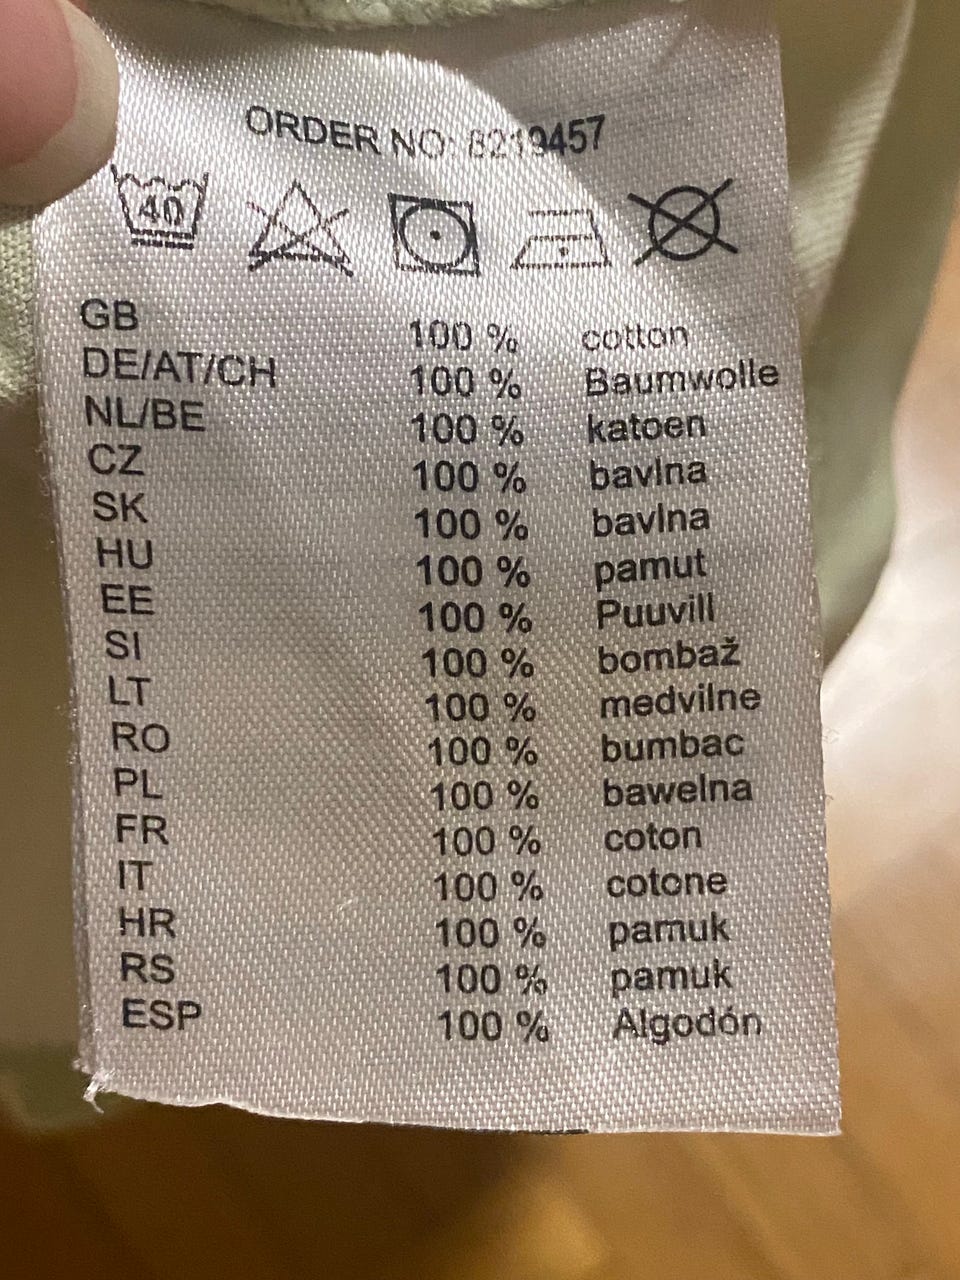 ORDER NO: 8219457
40
GB 100 % cotton
DE/AT/CH 100 % Baumwolle
NL/BE 100 % katoen
CZ 100 % bavlna
SK 100 % bavlna
HU 100 % pamut
EE 100 % Puuvill
SI 100 % bombaž
LT 100 % medvilne
RO 100 % bumbac
PL 100 % bawelna
FR 100 % coton
IT 100 % cotone
HR 100 % pamuk
RS 100 % pamuk
ESP 100 % Algodón